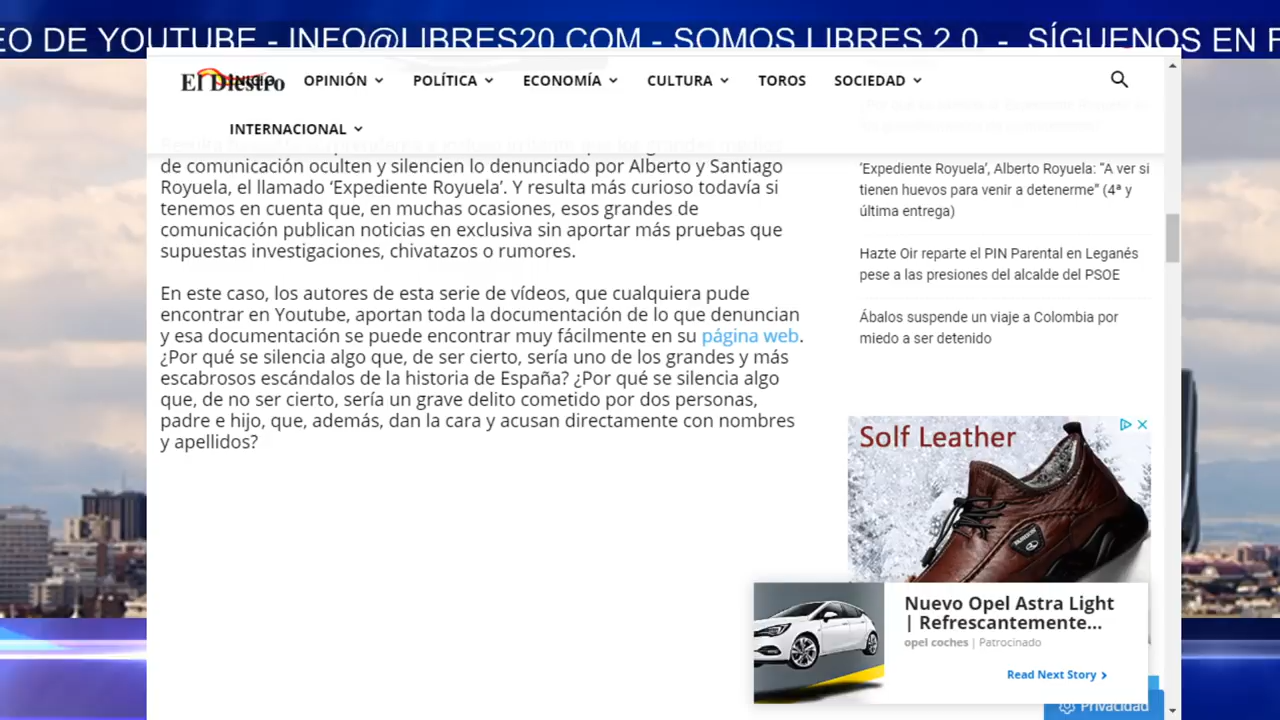 EO DE YOUTUBE - INFO@LIBRES20.COM - SOMOS LIBRES 2.0 - SÍGUENOS EN F
El Diestro
INICIO
OPINIÓN
POLÍTICA
ECONOMÍA
CULTURA
TOROS
SOCIEDAD
INTERNACIONAL
de comunicación oculten y silencien lo denunciado por Alberto y Santiago
Royuela, el llamado ‘Expediente Royuela’. Y resulta más curioso todavía si
tenemos en cuenta que, en muchas ocasiones, esos grandes de
comunicación publican noticias en exclusiva sin aportar más pruebas que
supuestas investigaciones, chivatazos o rumores.
En este caso, los autores de esta serie de vídeos, que cualquiera pude
encontrar en Youtube, aportan toda la documentación de lo que denuncian
y esa documentación se puede encontrar muy fácilmente en su página web.
¿Por qué se silencia algo que, de ser cierto, sería uno de los grandes y más
escabrosos escándalos de la historia de España? ¿Por qué se silencia algo
que, de no ser cierto, sería un grave delito cometido por dos personas,
padre e hijo, que, además, dan la cara y acusan directamente con nombres
y apellidos?
‘Expediente Royuela’, Alberto Royuela: “A ver si
tienen huevos para venir a detenerme” (4ª y
última entrega)
Hazte Oir reparte el PIN Parental en Leganés
pese a las presiones del alcalde del PSOE
Ábalos suspende un viaje a Colombia por
miedo a ser detenido
Solf Leather
Nuevo Opel Astra Light
| Refrescantemente...
opel coches | Patrocinado
Read Next Story
Privacidad